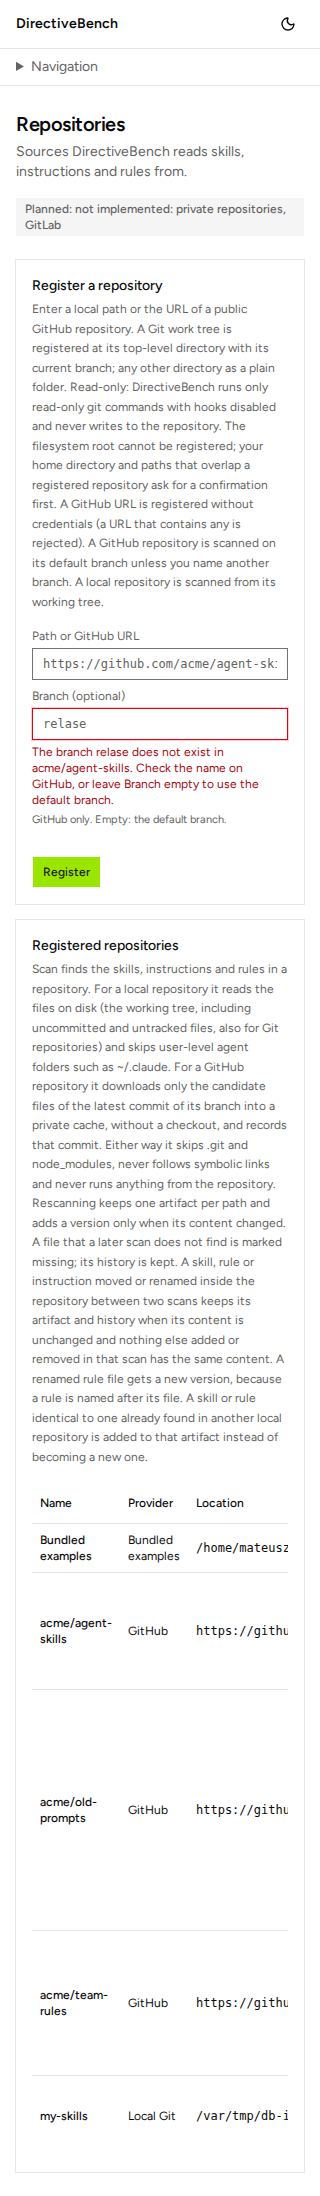 DirectiveBench
Navigation
Repositories
Sources DirectiveBench reads skills,
instructions and rules from.
Planned: not implemented: private repositories,
GitLab
Register a repository
Enter a local path or the URL of a public
GitHub repository. A Git work tree is
registered at its top-level directory with its
current branch; any other directory as a plain
folder. Read-only: DirectiveBench runs only
read-only git commands with hooks disabled
and never writes to the repository. The
filesystem root cannot be registered; your
home directory and paths that overlap a
registered repository ask for a confirmation
first. A GitHub URL is registered without
credentials (a URL that contains any is
rejected). A GitHub repository is scanned on
its default branch unless you name another
branch. A local repository is scanned from its
working tree.
Path or GitHub URL
https://github.com/acme/agent-sk:
Branch (optional)
relase
The branch relase does not exist in
acme/agent-skills. Check the name on
GitHub, or leave Branch empty to use the
default branch.
GitHub only. Empty: the default branch.
Register
Registered repositories
Scan finds the skills, instructions and rules in a
repository. For a local repository it reads the
files on disk (the working tree, including
uncommitted and untracked files, also for Git
repositories) and skips user-level agent
folders such as ~/.claude. For a GitHub
repository it downloads only the candidate
files of the latest commit of its branch into a
private cache, without a checkout, and records
that commit. Either way it skips .git and
node_modules, never follows symbolic links
and never runs anything from the repository.
Rescanning keeps one artifact per path and
adds a version only when its content changed.
A file that a later scan does not find is marked
missing; its history is kept. A skill, rule or
instruction moved or renamed inside the
repository between two scans keeps its
artifact and history when its content is
unchanged and nothing else added or
removed in that scan has the same content. A
renamed rule file gets a new version, because
a rule is named after its file. A skill or rule
identical to one already found in another local
repository is added to that artifact instead of
becoming a new one.
Name Provider Location
Bundled examples Bundled examples /home/mateusz
acme/agent-skills GitHub https://githu
acme/old-prompts GitHub https://githu
acme/team-rules GitHub https://githu
my-skills Local Git /var/tmp/db-i